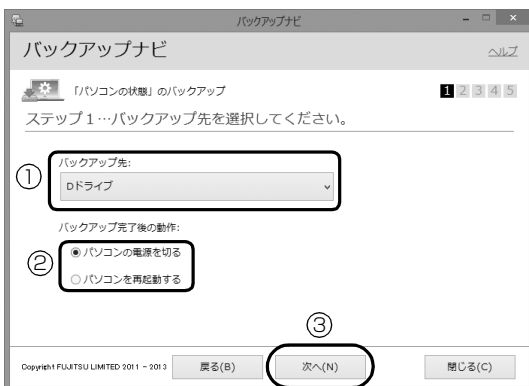 バックアップナビ
バックアップナビ
ヘルプ
「パソコンの状態」のバックアップ
1 2 3 4 5
ステップ1…バックアップ先を選択してください。
①
バックアップ先:
Dドライブ
バックアップ完了後の動作:
②
パソコンの電源を切る
パソコンを再起動する
③
Copyright FUJITSU LIMITED 2011 - 2013
戻る(B)
次へ(N)
閉じる(C)